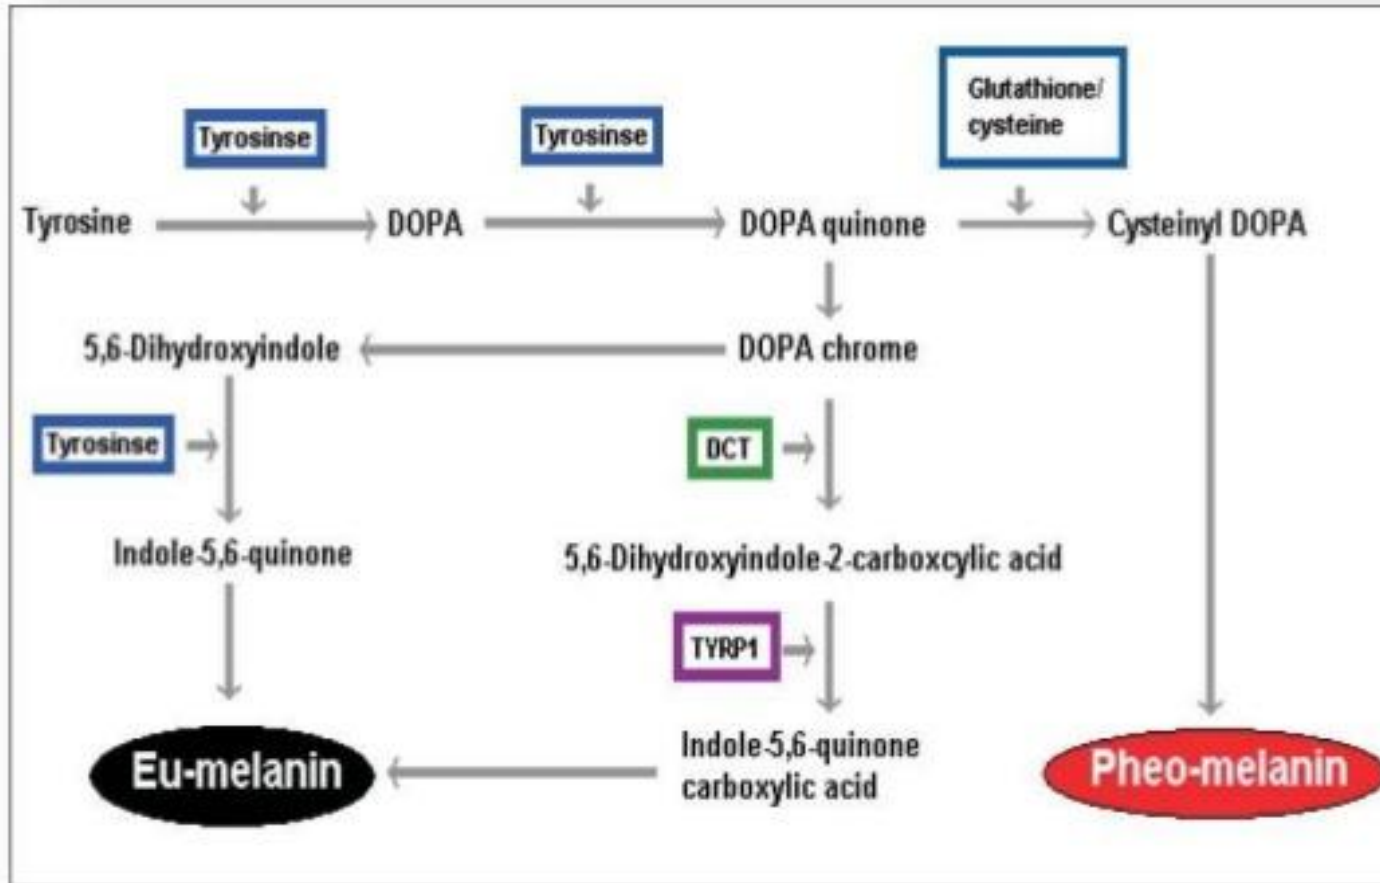 Glutathione/
cysteine
Tyrosinse
Tyrosinse
Tyrosine
DOPA
DOPA quinone
Cysteinyl DOPA
5,6-Dihydroxyindole
DOPA chrome
Tyrosinse
DCT
Indole-5,6-quinone
5,6-Dihydroxyindole-2-carboxcylic acid
TYRP1
Indole-5,6-quinone
carboxylic acid
Eu-melanin
Pheo-melanin